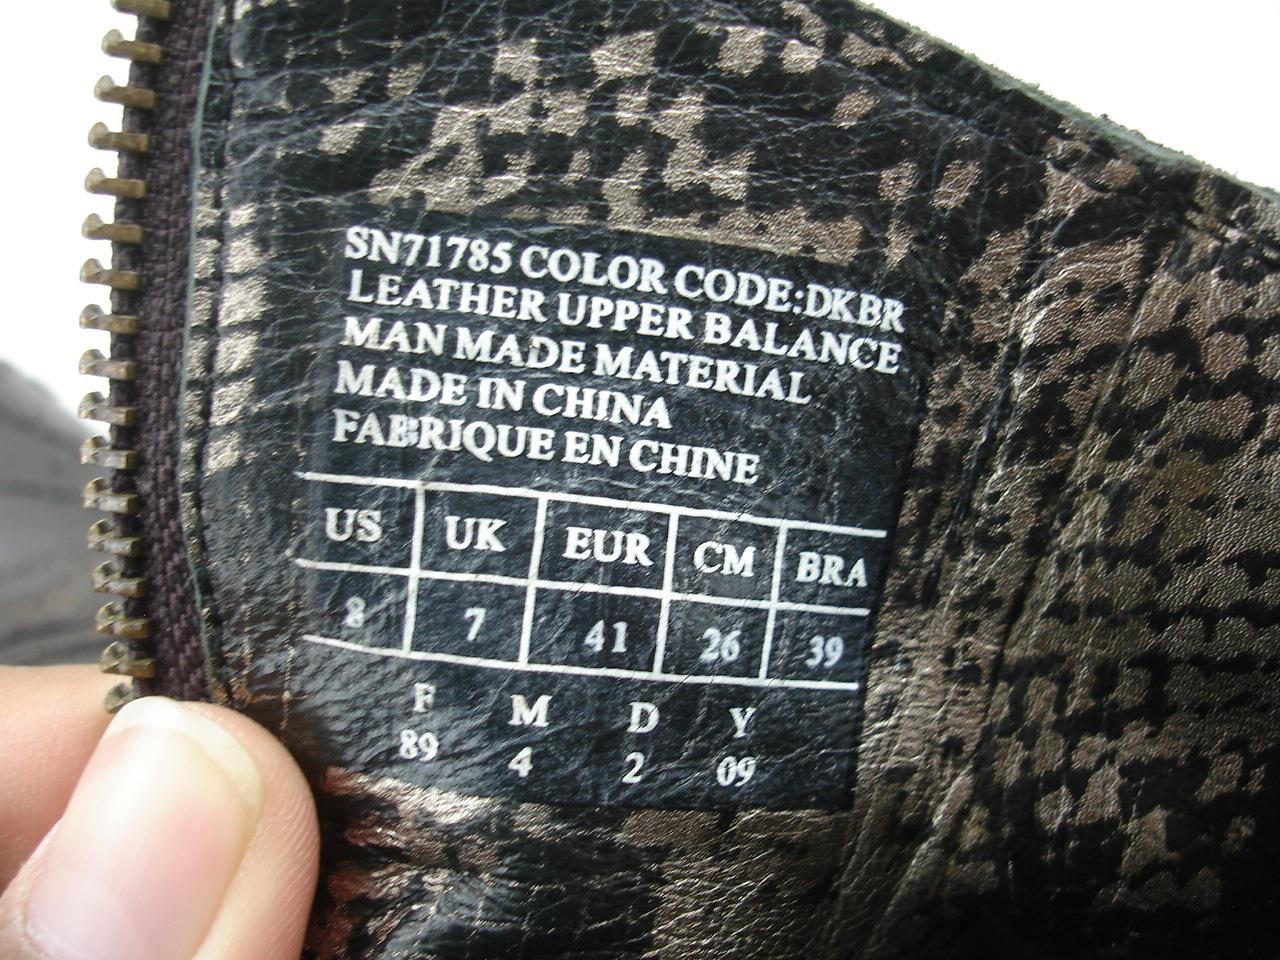 SN71785 COLOR CODE:DKBR
LEATHER UPPER BALANCE
MAN MADE MATERIAL
MADE IN CHINA
FABRIQUE EN CHINE
US UK EUR CM BRA
8 7 41 26 39
F M D Y
89 4 2 09